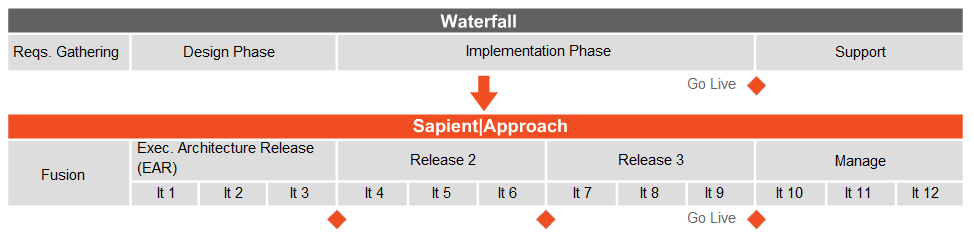 Waterfall
Reqs. Gathering Design Phase Implementation Phase Support
Go Live
Sapient|Approach
Fusion Exec. Architecture Release (EAR) Release 2 Release 3 Manage
It 1 It 2 It 3 It 4 It 5 It 6 It 7 It 8 It 9 It 10 It 11 It 12
Go Live